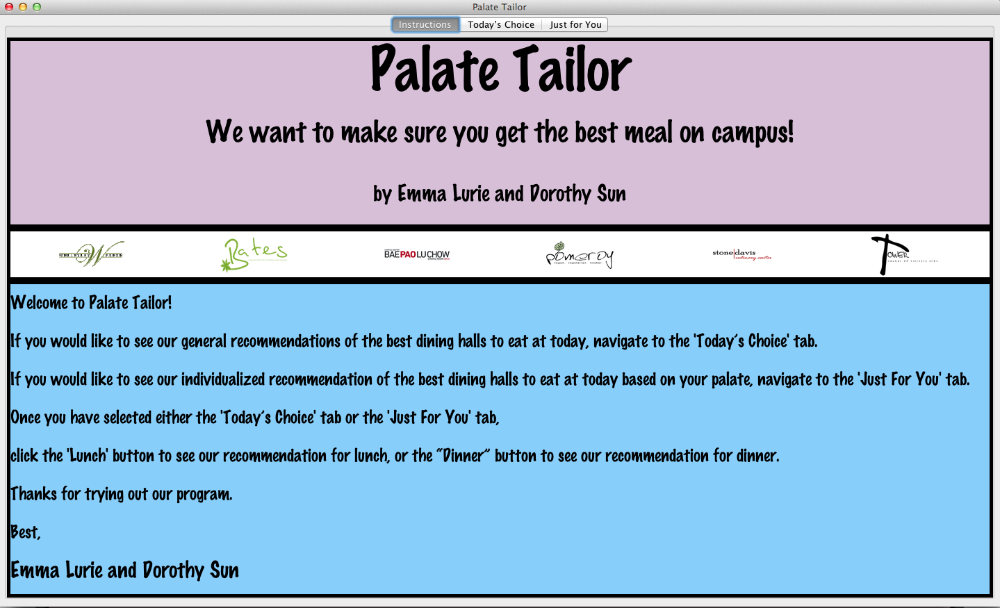 Palate Tailor
Instructions Today's Choice Just for You
Palate Tailor
We want to make sure you get the best meal on campus!
by Emma Lurie and Dorothy Sun
Bates
BAE PAO LU CHOW
pomeroy
vegan. vegetarian. kosher.
stone|davis
culinary center
TOWER
Welcome to Palate Tailor!
If you would like to see our general recommendations of the best dining halls to eat at today, navigate to the 'Today's Choice' tab.
If you would like to see our individualized recommendation of the best dining halls to eat at today based on your palate, navigate to the 'Just For You' tab.
Once you have selected either the 'Today's Choice' tab or the 'Just For You' tab,
click the 'Lunch' button to see our recommendation for lunch, or the “Dinner” button to see our recommendation for dinner.
Thanks for trying out our program.
Best,
Emma Lurie and Dorothy Sun